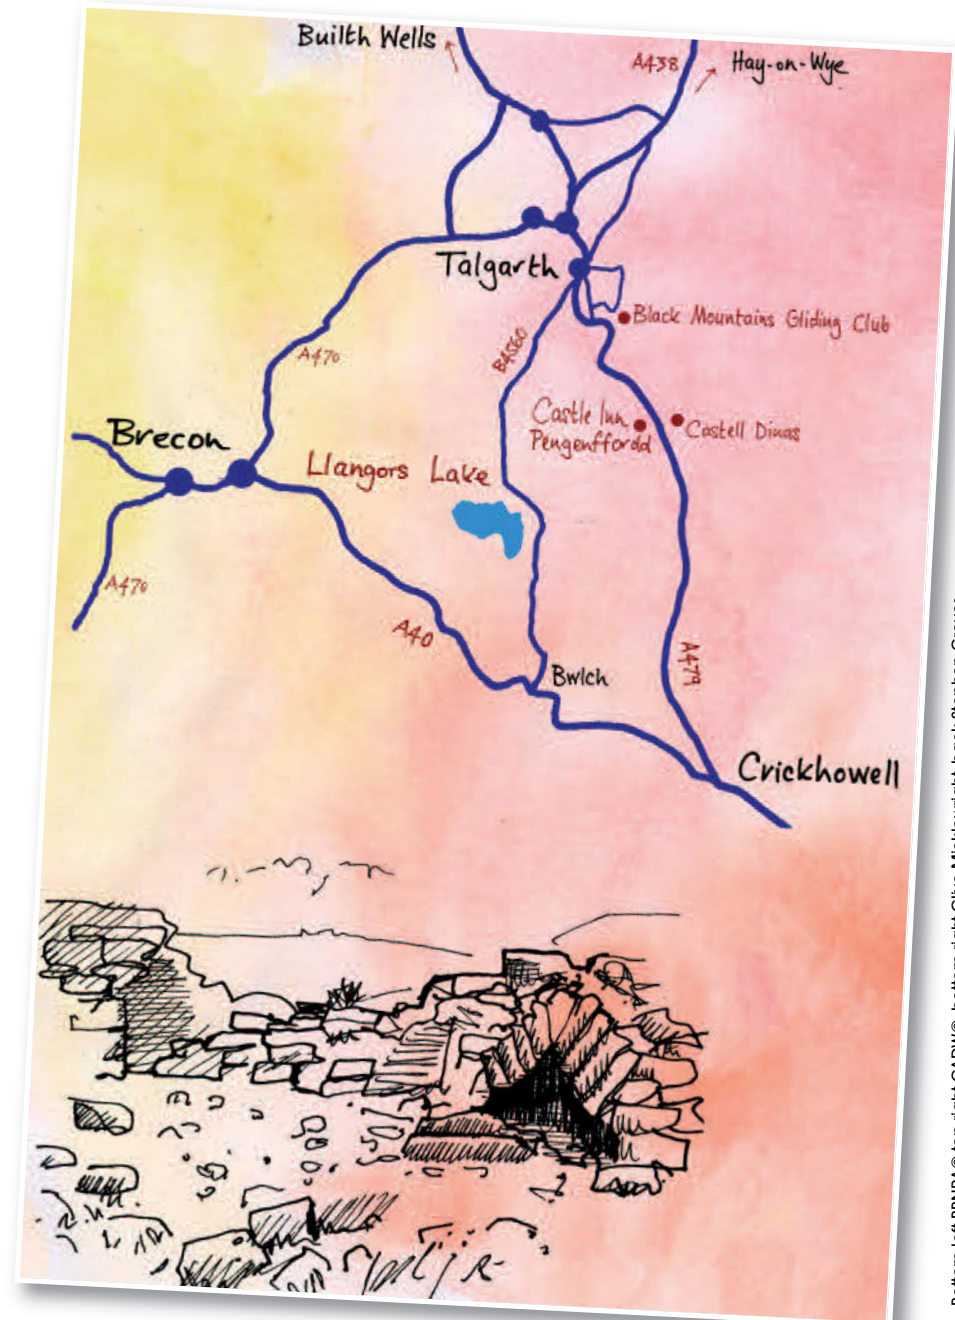 Builth Wells
A438
Hay-on-Wye
Talgarth
Black Mountains Gliding Club
B4560
A470
Castle Inn
Pengenffordd
Castell Dinas
Brecon
Llangors Lake
A470
A40
A479
Bwlch
Crickhowell